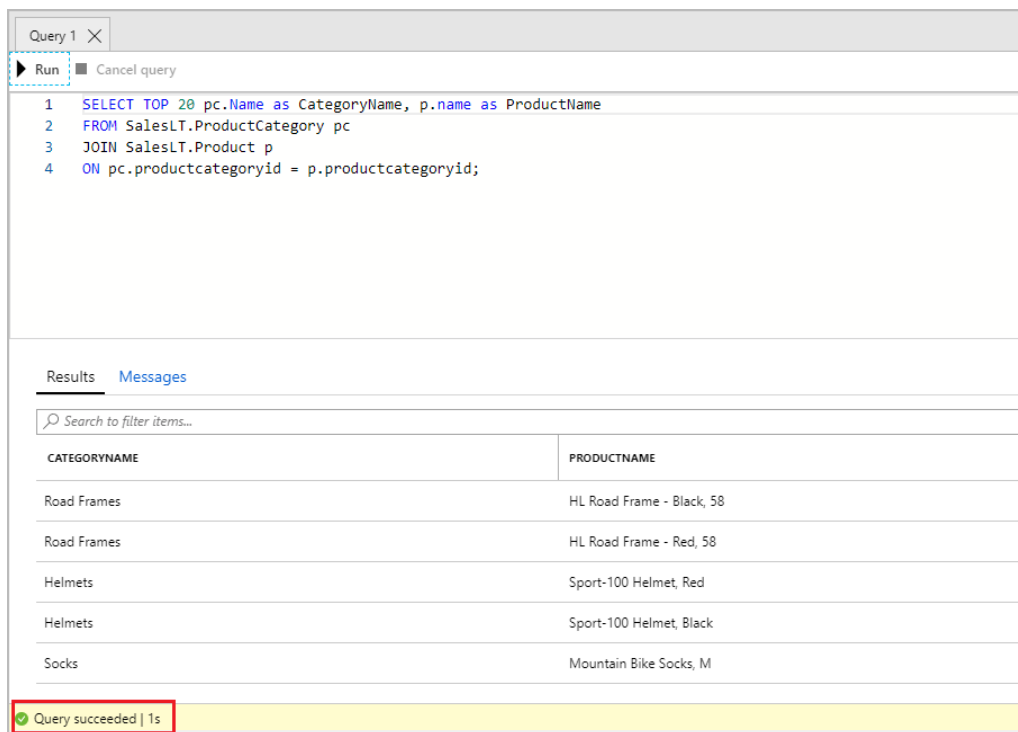 Query 1
Run Cancel query
1 SELECT TOP 20 pc.Name as CategoryName, p.name as ProductName
2 FROM SalesLT.ProductCategory pc
3 JOIN SalesLT.Product p
4 ON pc.productcategoryid = p.productcategoryid;
Results Messages
Search to filter items...
CATEGORYNAME PRODUCTNAME
Road Frames HL Road Frame - Black, 58
Road Frames HL Road Frame - Red, 58
Helmets Sport-100 Helmet, Red
Helmets Sport-100 Helmet, Black
Socks Mountain Bike Socks, M
Query succeeded | 1s